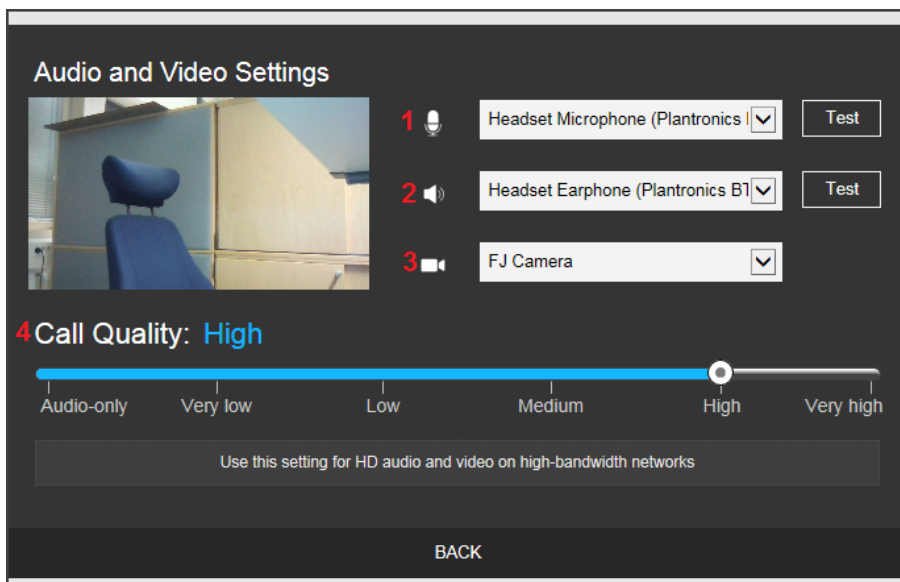 Audio and Video Settings
1 Headset Microphone (Plantronics Test
2 Headset Earphone (Plantronics BT Test
3 FJ Camera
4 Call Quality: High
Audio-only Very low Low Medium High Very high
Use this setting for HD audio and video on high-bandwidth networks
BACK